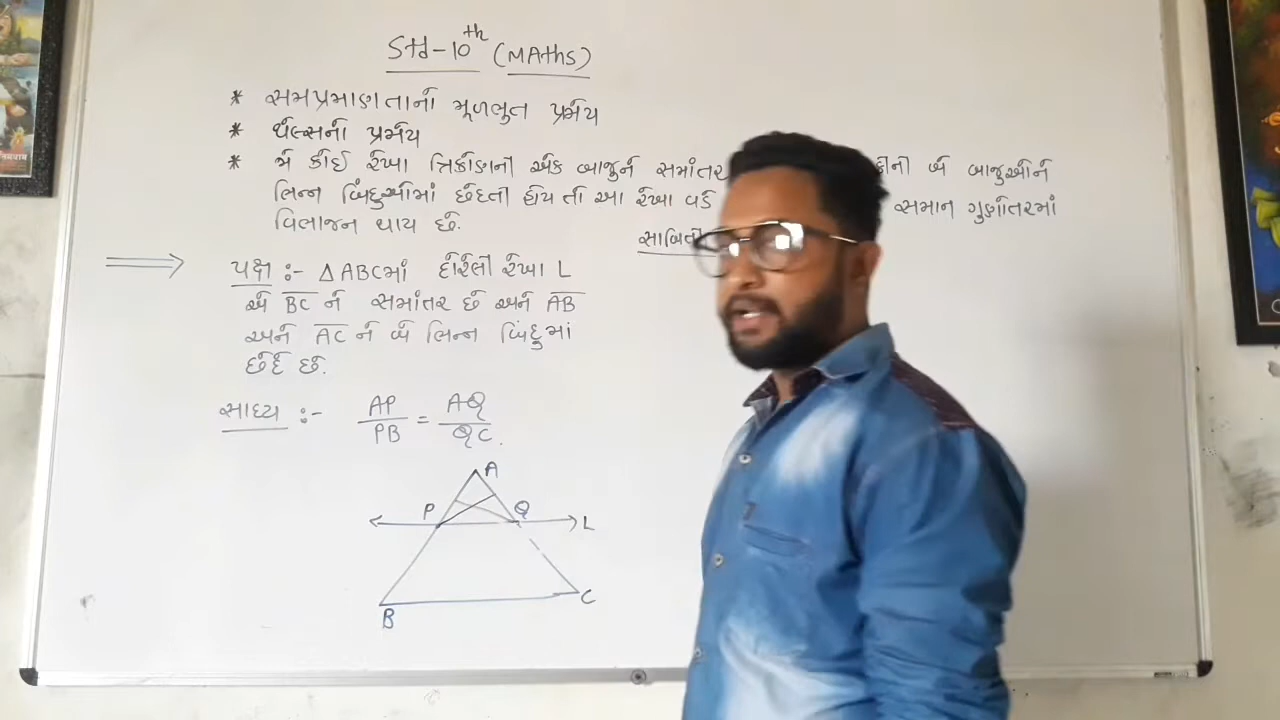 Std-10th (MAths)
* સમપ્રમાણતાનો મૂળભુત પ્રમેય
* થેલ્સનો પ્રમેય
* જો કોઈ રેખા ત્રિકોણની એક બાજુને સમાંતર ની બે બાજુઓને
ભિન્ન બિંદુઓમાં છેદતી હોય તો આ રેખા વડે સમાન ગુણોતરમાં
વિભાજન થાય છે.
સાબિતી
પક્ષ :- △ABCમાં દોરેલી રેખા L
એ BC ને સમાંતર છે અને AB
અને AC ને બે ભિન્ન બિંદુમાં
છેદે છે.
સાધ્ય :- AP/PB = AQ/QC.
A
P Q L
B C